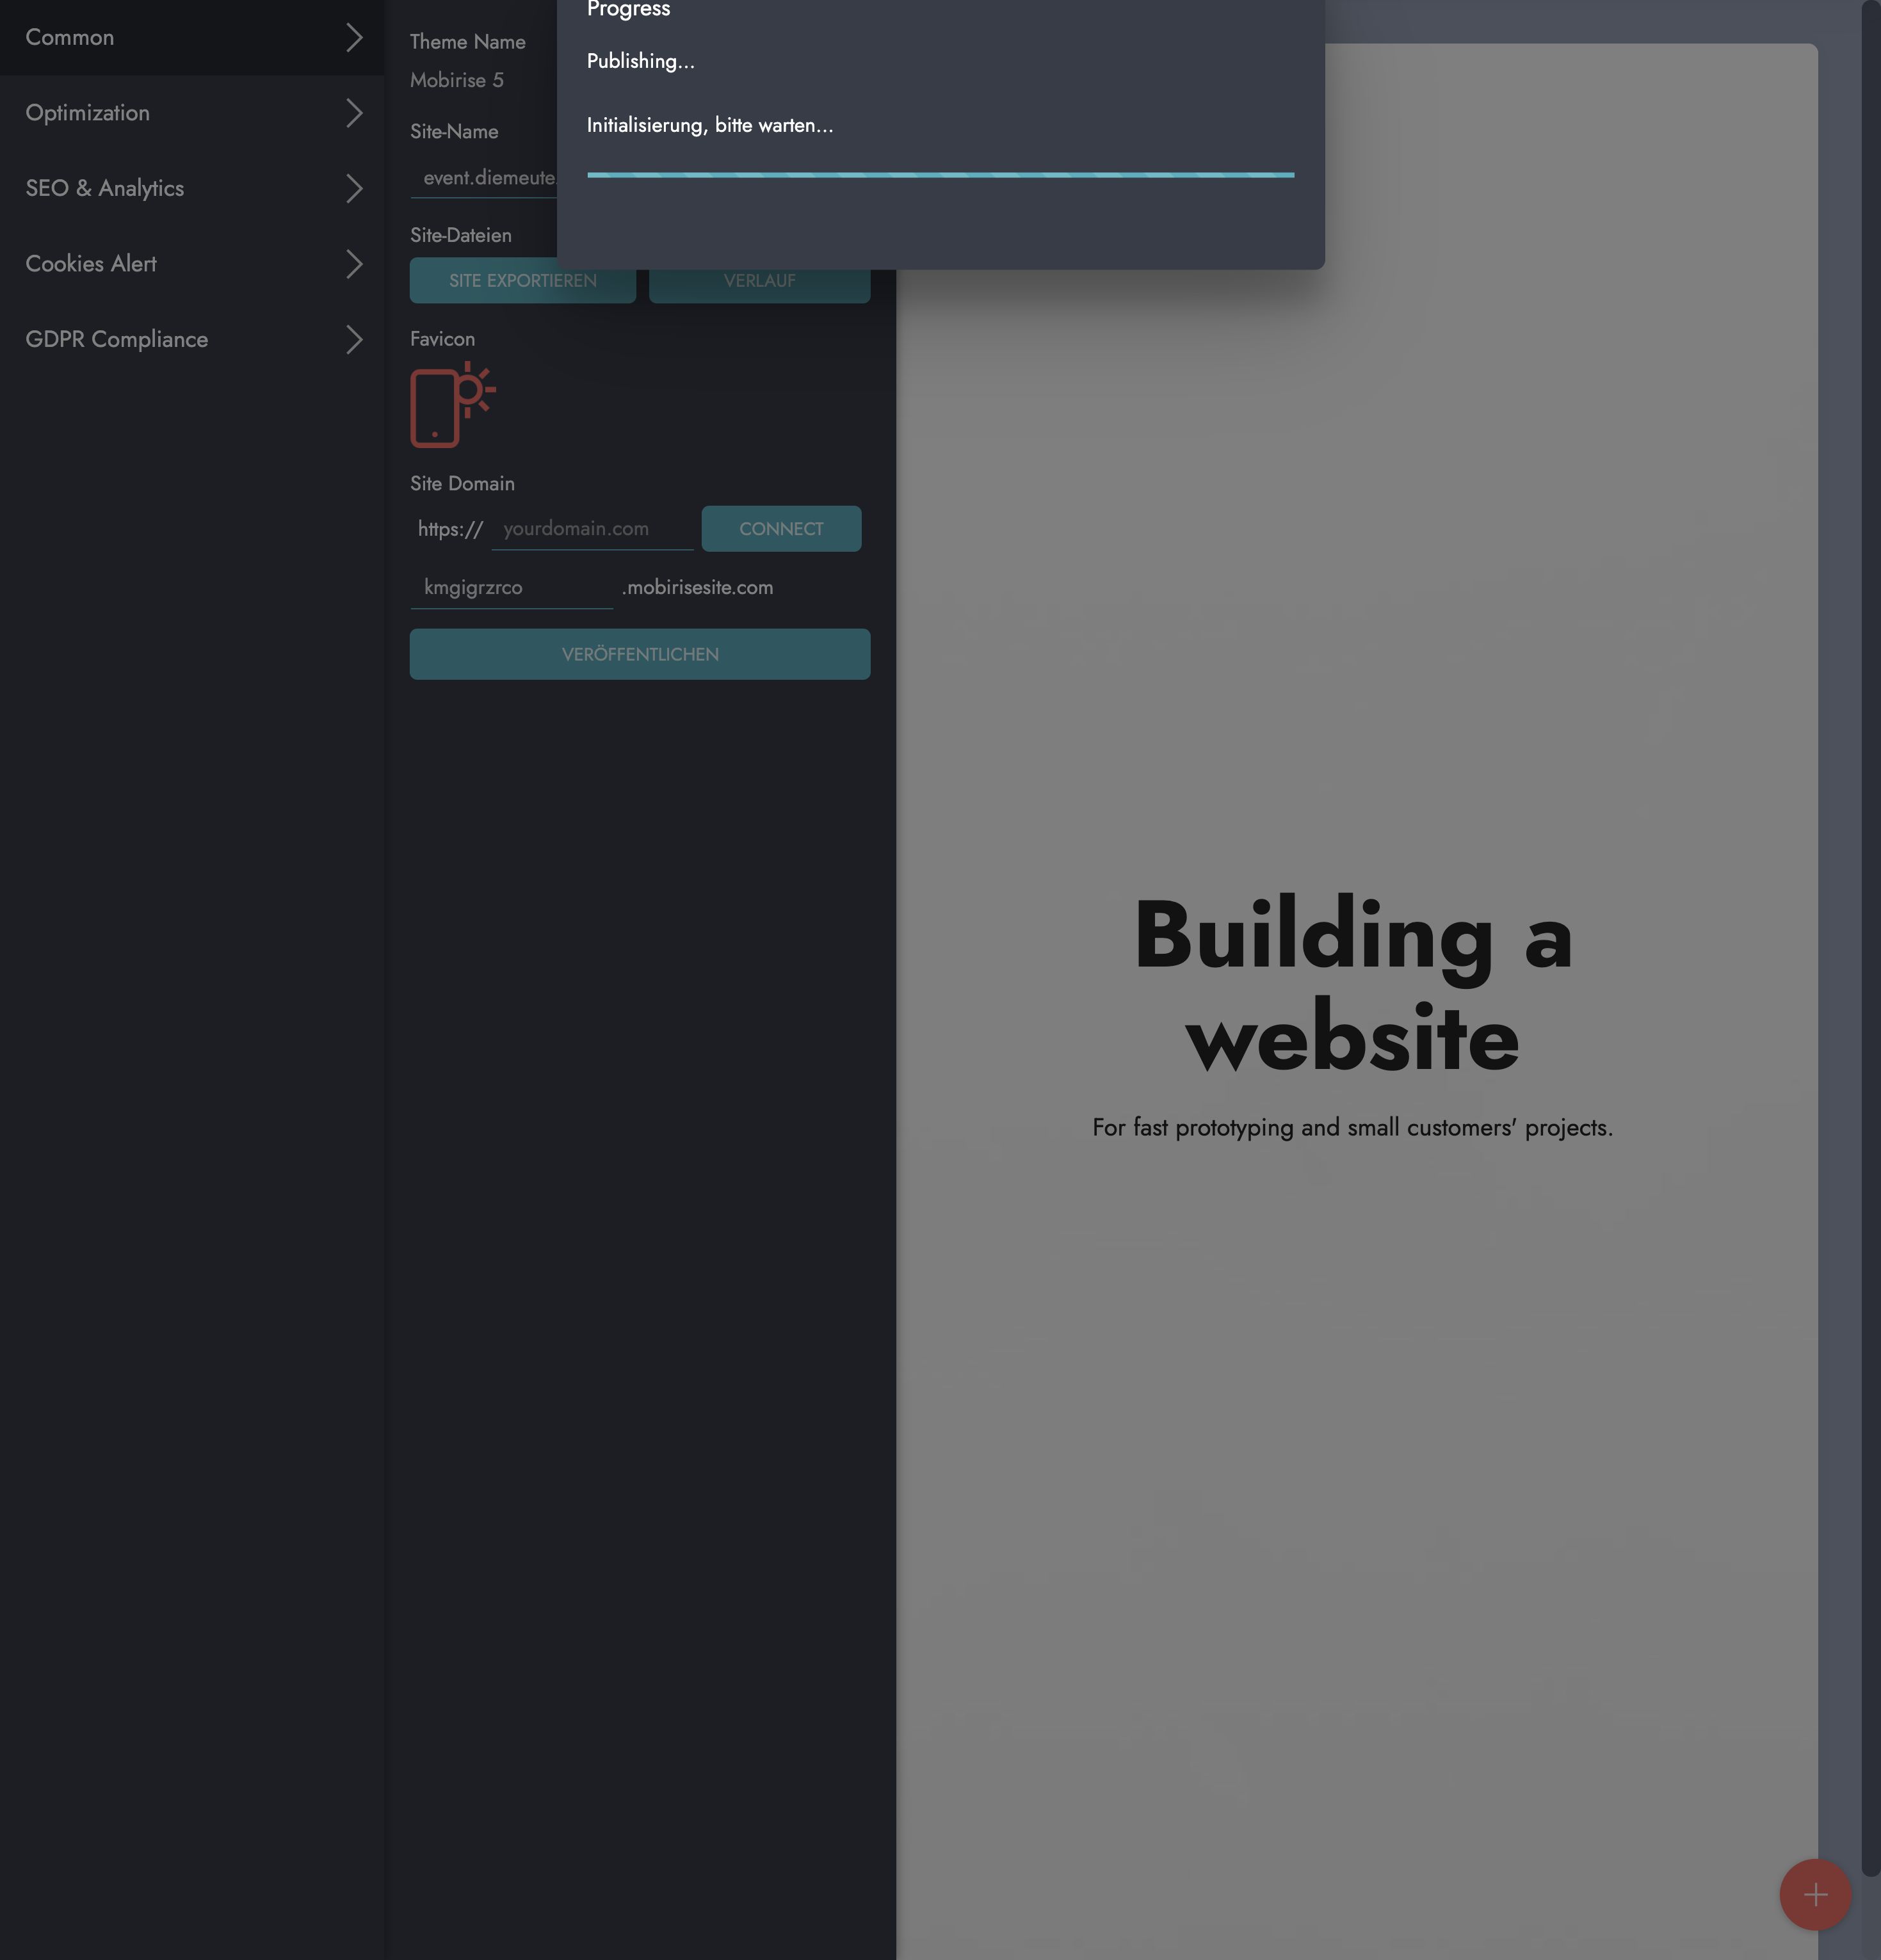 Common
Optimization
SEO & Analytics
Cookies Alert
GDPR Compliance
Theme Name
Mobirise 5
Site-Name
event.diemeute.
Site-Dateien
SITE EXPORTIEREN
VERLAUF
Favicon
Site Domain
https://
yourdomain.com
CONNECT
kmgigrzrco
.mobirisesite.com
VERÖFFENTLICHEN
Progress
Publishing...
Initialisierung, bitte warten...
Building a
website
For fast prototyping and small customers' projects.